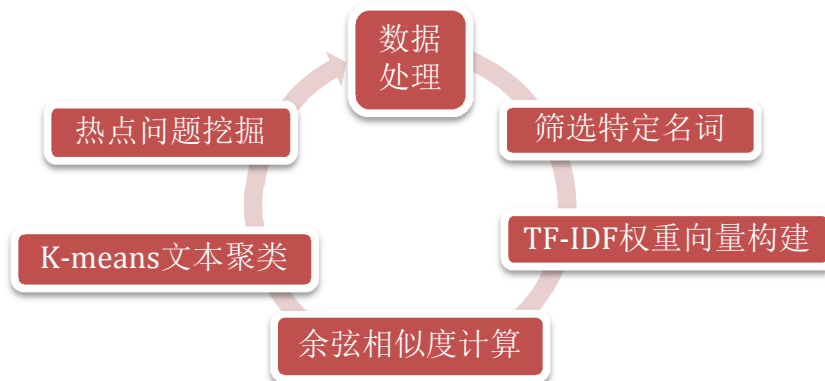 数据
处理
筛选特定名词
TF-IDF权重向量构建
余弦相似度计算
K-means文本聚类
热点问题挖掘